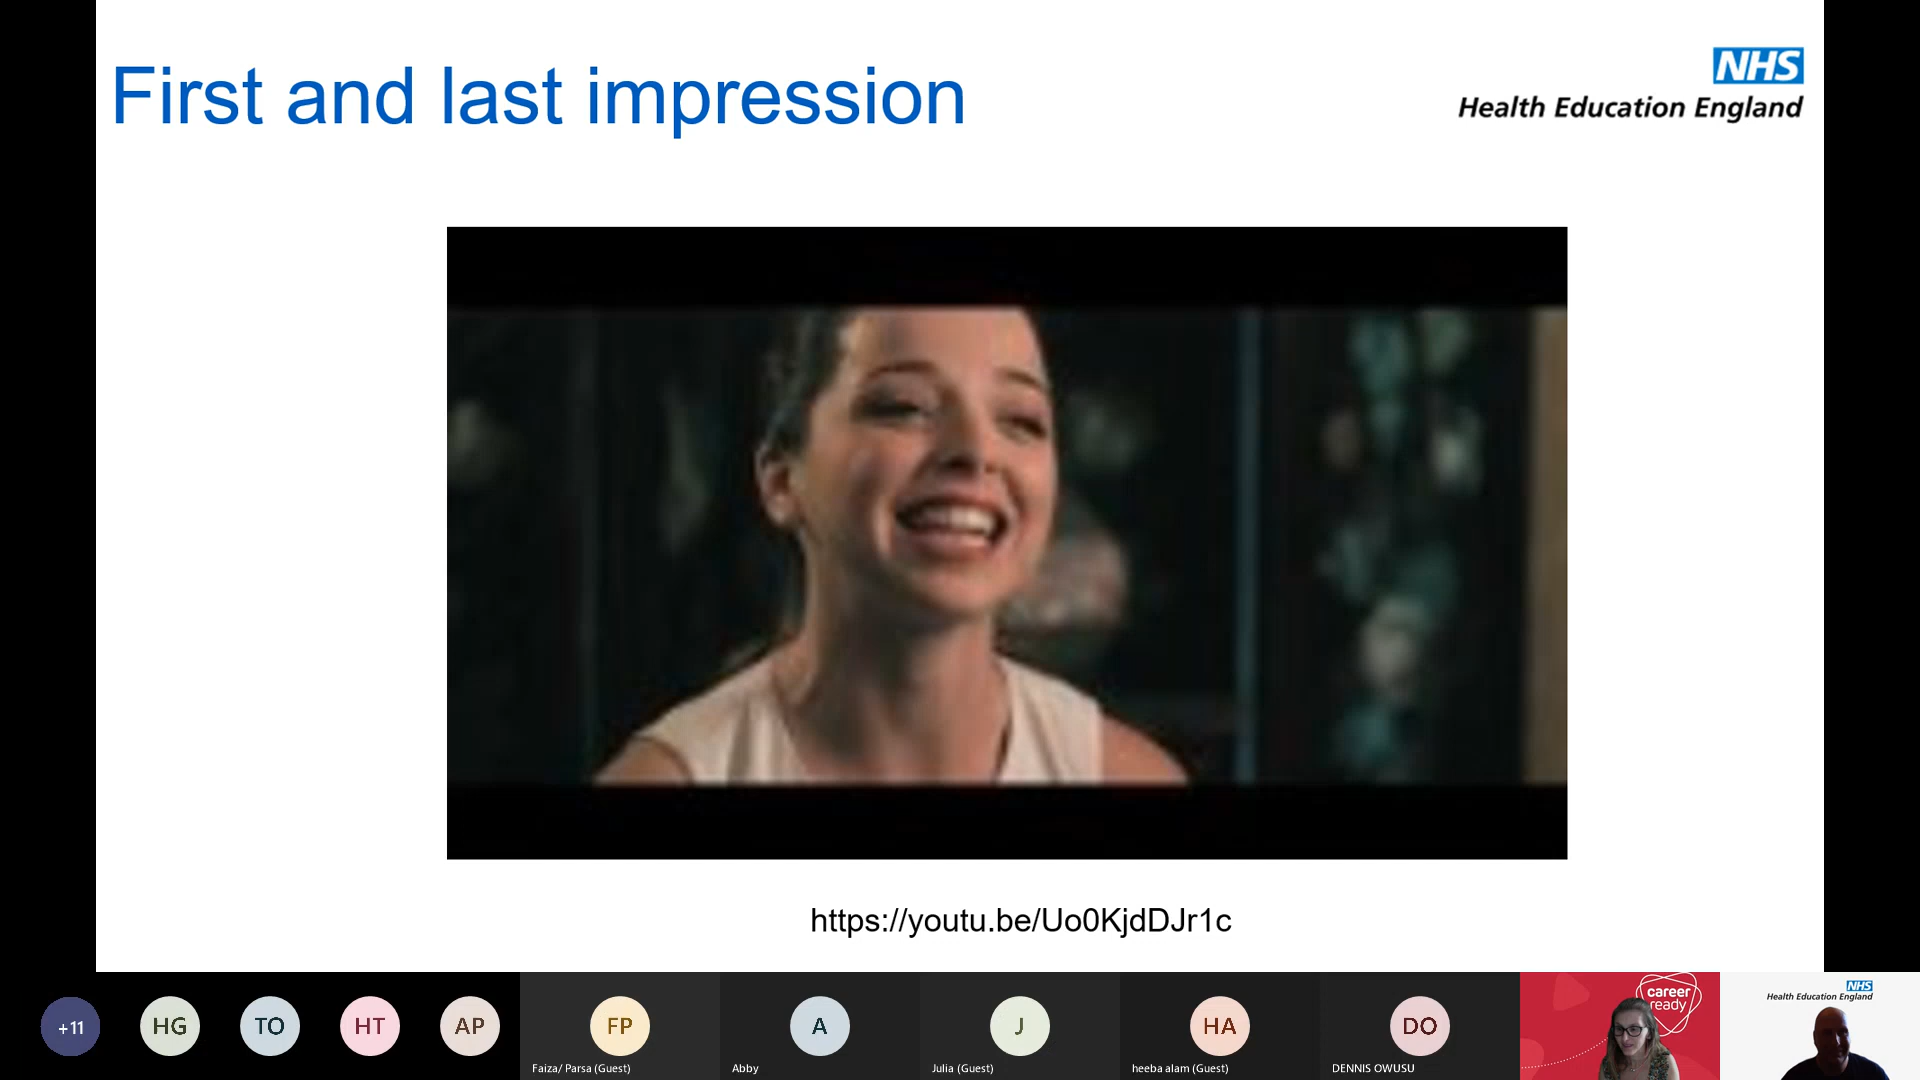 First and last impression
NHS
Health Education England
https://youtu.be/Uo0KjdDJr1c
+11
HG
TO
HT
AP
FP
Faiza/ Parsa (Guest)
A
Abby
J
Julia (Guest)
HA
heeba alam (Guest)
DO
DENNIS OWUSU
career
ready
NHS
Health Education England